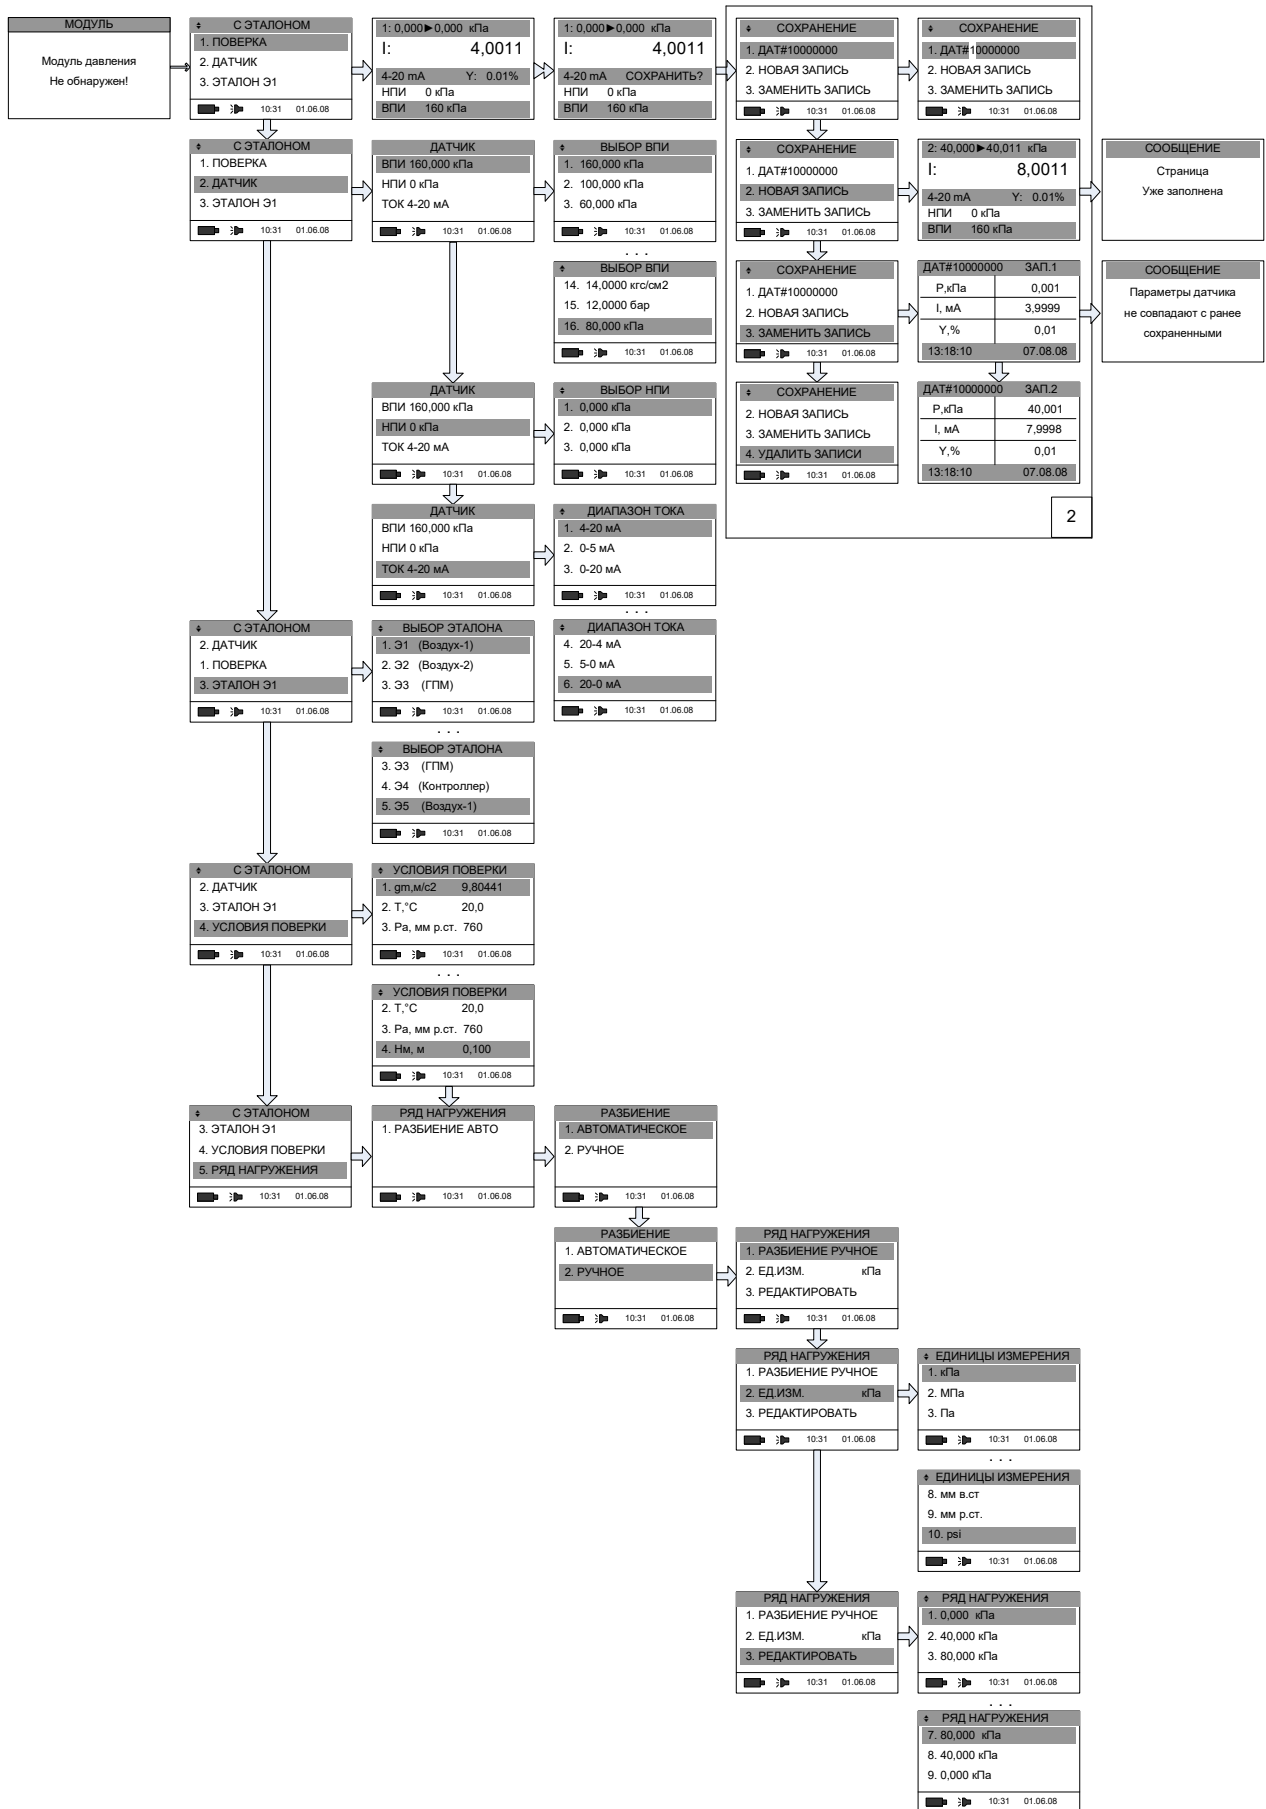 МОДУЛЬ
Модуль давления
Не обнаружен!
С ЭТАЛОНОМ
1. ПОВЕРКА
2. ДАТЧИК
3. ЭТАЛОН Э1
10:31 01.06.08
1: 0,000►0,000 кПа
I: 4,0011
4-20 mA Y: 0.01%
НПИ 0 кПа
ВПИ 160 кПа
1: 0,000►0,000 кПа
I: 4,0011
4-20 mA СОХРАНИТЬ?
НПИ 0 кПа
ВПИ 160 кПа
СОХРАНЕНИЕ
1. ДАТ#10000000
2. НОВАЯ ЗАПИСЬ
3. ЗАМЕНИТЬ ЗАПИСЬ
10:31 01.06.08
СОХРАНЕНИЕ
1. ДАТ#10000000
2. НОВАЯ ЗАПИСЬ
3. ЗАМЕНИТЬ ЗАПИСЬ
10:31 01.06.08
С ЭТАЛОНОМ
1. ПОВЕРКА
2. ДАТЧИК
3. ЭТАЛОН Э1
10:31 01.06.08
ДАТЧИК
ВПИ 160,000 кПа
НПИ 0 кПа
ТОК 4-20 мА
10:31 01.06.08
ВЫБОР ВПИ
1. 160,000 кПа
2. 100,000 кПа
3. 60,000 кПа
10:31 01.06.08
СОХРАНЕНИЕ
1. ДАТ#10000000
2. НОВАЯ ЗАПИСЬ
3. ЗАМЕНИТЬ ЗАПИСЬ
10:31 01.06.08
2: 40,000►40,011 кПа
I: 8,0011
4-20 mA Y: 0.01%
НПИ 0 кПа
ВПИ 160 кПа
СООБЩЕНИЕ
Страница
Уже заполнена
. . .
ВЫБОР ВПИ
14. 14,0000 кгс/см2
15. 12,0000 бар
16. 80,000 кПа
10:31 01.06.08
СОХРАНЕНИЕ
1. ДАТ#10000000
2. НОВАЯ ЗАПИСЬ
3. ЗАМЕНИТЬ ЗАПИСЬ
10:31 01.06.08
ДАТ#10000000 ЗАП.1
Р,кПа 0,001
I, мА 3,9999
Y,% 0,01
13:18:10 07.08.08
СООБЩЕНИЕ
Параметры датчика
не совпадают с ранее
сохраненными
ДАТЧИК
ВПИ 160,000 кПа
НПИ 0 кПа
ТОК 4-20 мА
10:31 01.06.08
ВЫБОР НПИ
1. 0,000 кПа
2. 0,000 кПа
3. 0,000 кПа
10:31 01.06.08
СОХРАНЕНИЕ
2. НОВАЯ ЗАПИСЬ
3. ЗАМЕНИТЬ ЗАПИСЬ
4. УДАЛИТЬ ЗАПИСИ
10:31 01.06.08
ДАТ#10000000 ЗАП.2
Р,кПа 40,001
I, мА 7,9998
Y,% 0,01
13:18:10 07.08.08
2
ДАТЧИК
ВПИ 160,000 кПа
НПИ 0 кПа
ТОК 4-20 мА
10:31 01.06.08
ДИАПАЗОН ТОКА
1. 4-20 мА
2. 0-5 мА
3. 0-20 мА
10:31 01.06.08
. . .
С ЭТАЛОНОМ
2. ДАТЧИК
1. ПОВЕРКА
3. ЭТАЛОН Э1
10:31 01.06.08
ВЫБОР ЭТАЛОНА
1. Э1 (Воздух-1)
2. Э2 (Воздух-2)
3. Э3 (ГПМ)
10:31 01.06.08
ДИАПАЗОН ТОКА
4. 20-4 мА
5. 5-0 мА
6. 20-0 мА
10:31 01.06.08
. . .
ВЫБОР ЭТАЛОНА
3. Э3 (ГПМ)
4. Э4 (Контроллер)
5. Э5 (Воздух-1)
10:31 01.06.08
С ЭТАЛОНОМ
2. ДАТЧИК
3. ЭТАЛОН Э1
4. УСЛОВИЯ ПОВЕРКИ
10:31 01.06.08
УСЛОВИЯ ПОВЕРКИ
1. gm,м/с2 9,80441
2. Т,°С 20,0
3. Ра, мм р.ст. 760
10:31 01.06.08
. . .
УСЛОВИЯ ПОВЕРКИ
2. Т,°С 20,0
3. Ра, мм р.ст. 760
4. Нм, м 0,100
10:31 01.06.08
С ЭТАЛОНОМ
3. ЭТАЛОН Э1
4. УСЛОВИЯ ПОВЕРКИ
5. РЯД НАГРУЖЕНИЯ
10:31 01.06.08
РЯД НАГРУЖЕНИЯ
1. РАЗБИЕНИЕ АВТО
10:31 01.06.08
РАЗБИЕНИЕ
1. АВТОМАТИЧЕСКОЕ
2. РУЧНОЕ
10:31 01.06.08
РАЗБИЕНИЕ
1. АВТОМАТИЧЕСКОЕ
2. РУЧНОЕ
10:31 01.06.08
РЯД НАГРУЖЕНИЯ
1. РАЗБИЕНИЕ РУЧНОЕ
2. ЕД.ИЗМ. кПа
3. РЕДАКТИРОВАТЬ
10:31 01.06.08
РЯД НАГРУЖЕНИЯ
1. РАЗБИЕНИЕ РУЧНОЕ
2. ЕД.ИЗМ. кПа
3. РЕДАКТИРОВАТЬ
10:31 01.06.08
ЕДИНИЦЫ ИЗМЕРЕНИЯ
1. кПа
2. МПа
3. Па
10:31 01.06.08
. . .
ЕДИНИЦЫ ИЗМЕРЕНИЯ
8. мм в.ст
9. мм р.ст.
10. psi
10:31 01.06.08
РЯД НАГРУЖЕНИЯ
1. РАЗБИЕНИЕ РУЧНОЕ
2. ЕД.ИЗМ. кПа
3. РЕДАКТИРОВАТЬ
10:31 01.06.08
РЯД НАГРУЖЕНИЯ
1. 0,000 кПа
2. 40,000 кПа
3. 80,000 кПа
10:31 01.06.08
. . .
РЯД НАГРУЖЕНИЯ
7. 80,000 кПа
8. 40,000 кПа
9. 0,000 кПа
10:31 01.06.08